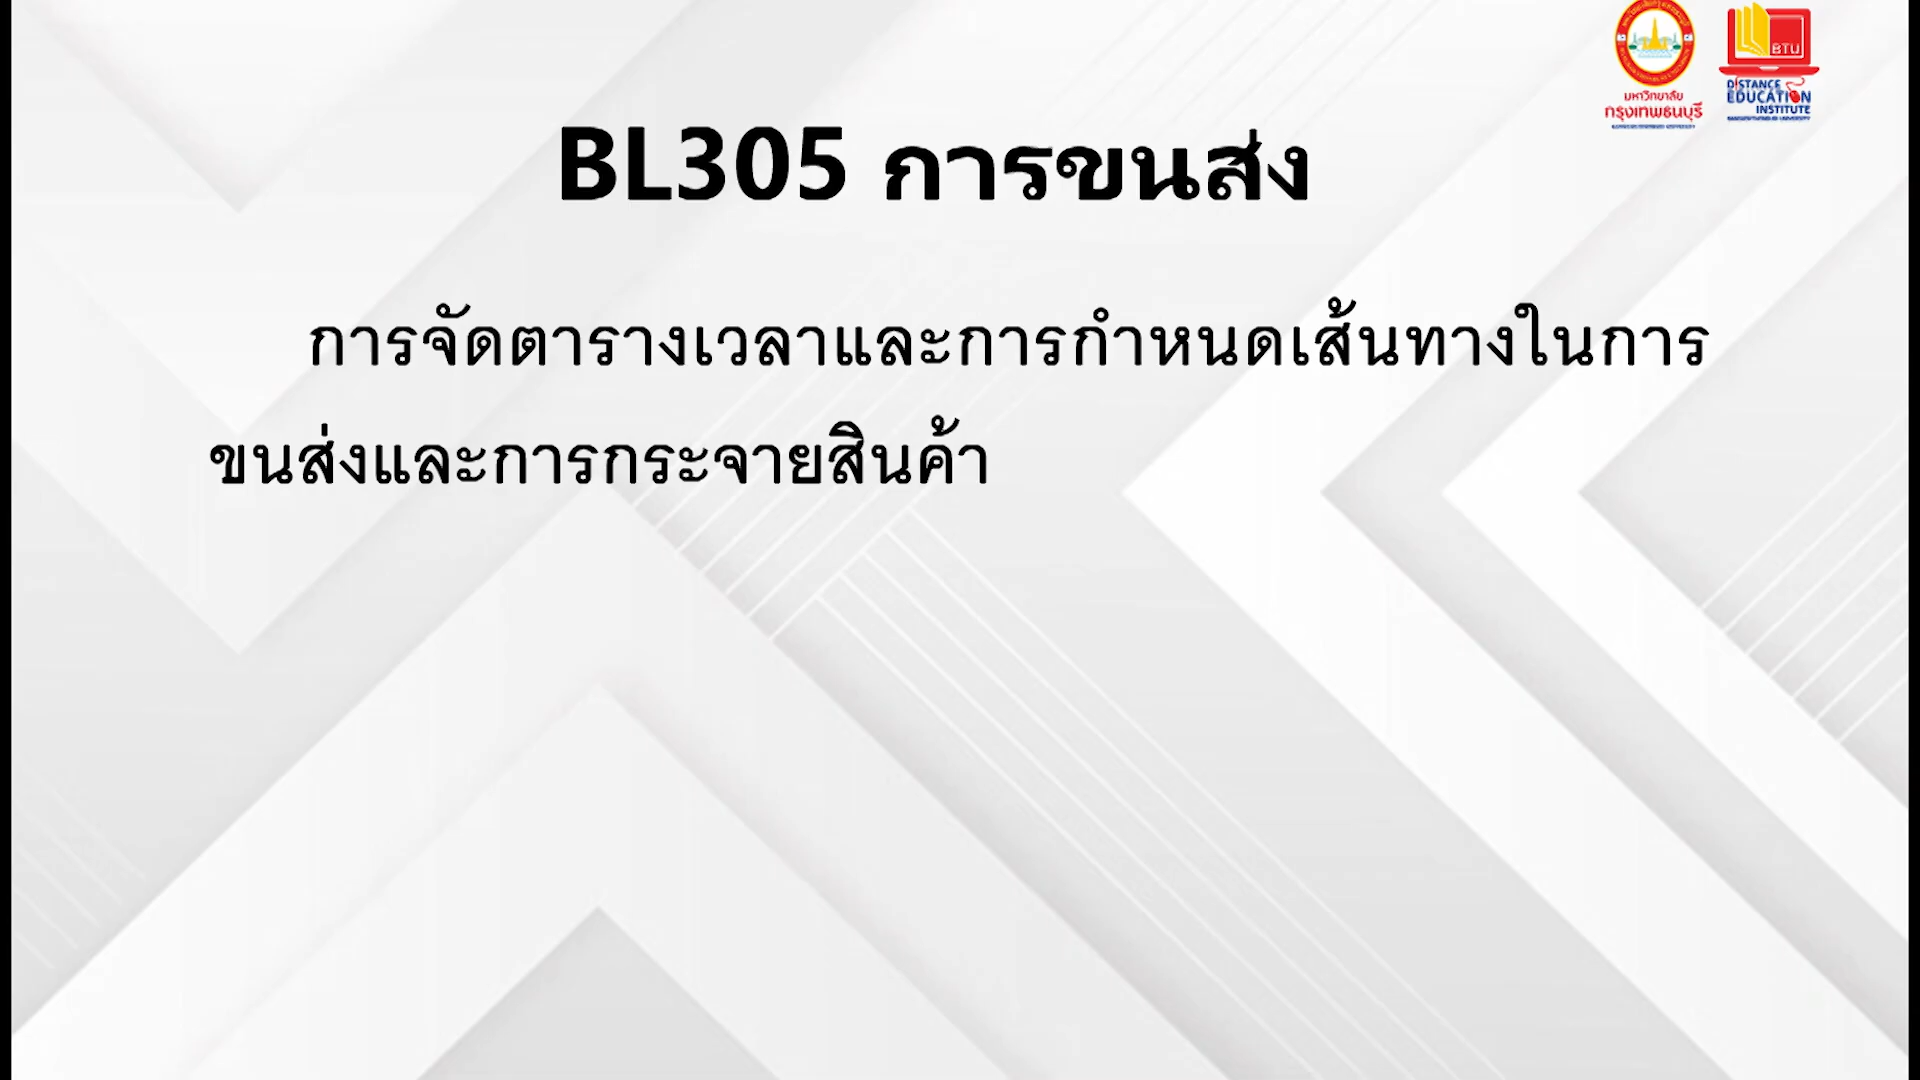 BTU
DISTANCE
EDUCATION
INSTITUTE
มหาวิทยาลัย
กรุงเทพธนบุรี
BL305 การขนส่ง
การจัดตารางเวลาและการกำหนดเส้นทางในการ
ขนส่งและการกระจายสินค้า